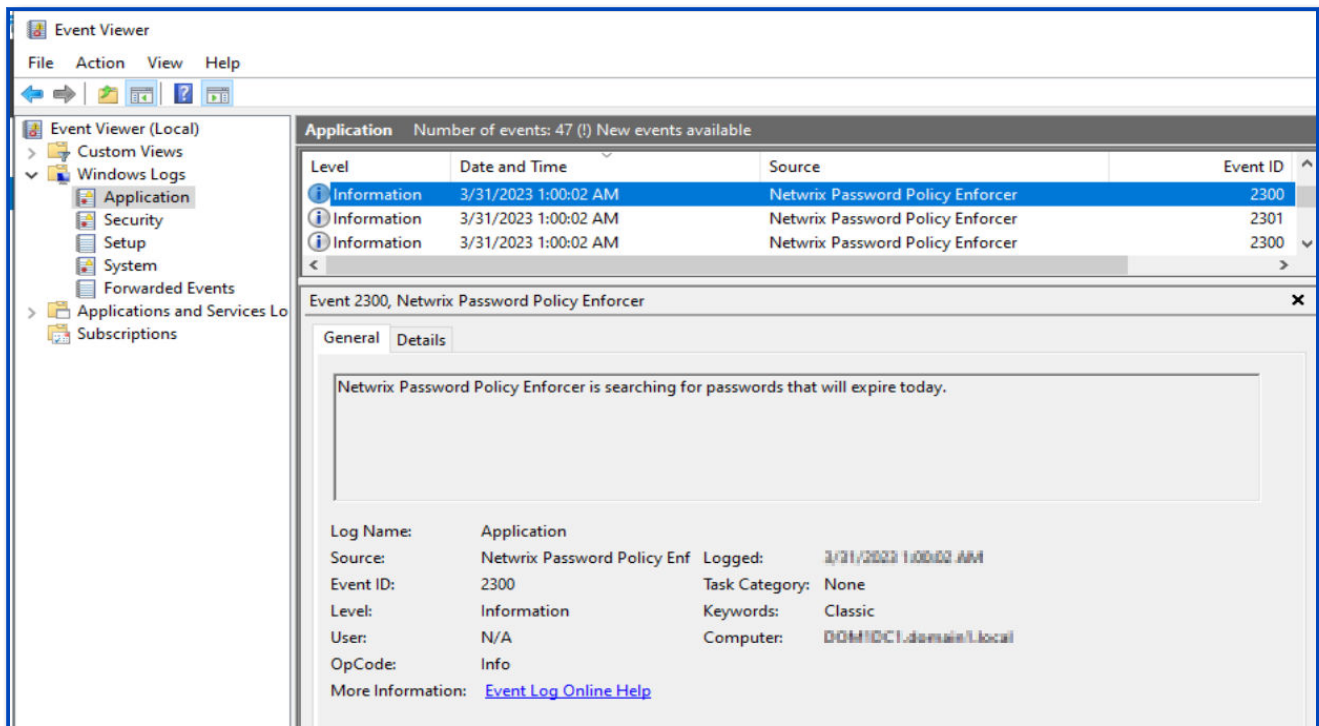 Event Viewer
File Action View Help
Event Viewer (Local)
Custom Views
Windows Logs
Application
Security
Setup
System
Forwarded Events
Applications and Services Lo
Subscriptions
Application Number of events: 47 (!) New events available
Level Date and Time Source Event ID
Information 3/31/2023 1:00:02 AM Netwrix Password Policy Enforcer 2300
Information 3/31/2023 1:00:02 AM Netwrix Password Policy Enforcer 2301
Information 3/31/2023 1:00:02 AM Netwrix Password Policy Enforcer 2300
Event 2300, Netwrix Password Policy Enforcer
General Details
Netwrix Password Policy Enforcer is searching for passwords that will expire today.
Log Name: Application
Source: Netwrix Password Policy Enf Logged:
Event ID: 2300 Task Category: None
Level: Information Keywords: Classic
User: N/A Computer:
OpCode: Info
More Information: Event Log Online Help